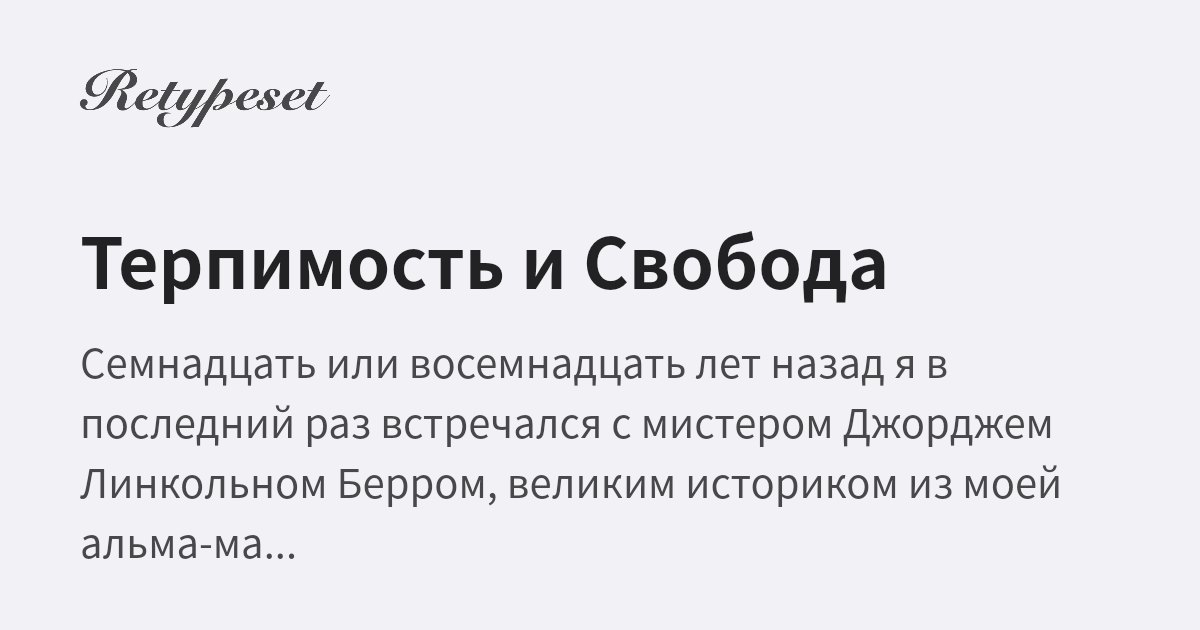 Retypeset
Терпимость и Свобода
Семнадцать или восемнадцать лет назад я в
последний раз встречался с мистером Джорджем
Линкольном Берром, великим историком из моей
альма-ма...